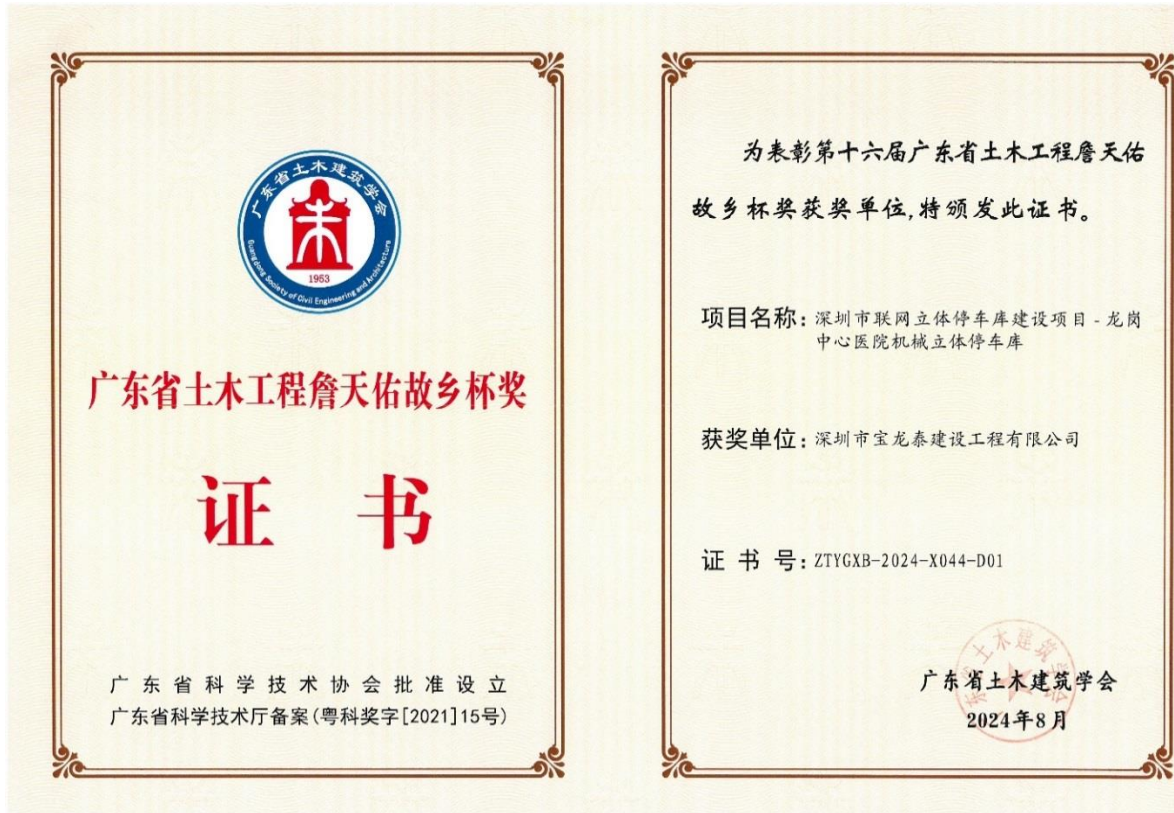 广东省土木建筑学会
1953
Guangdong Society of Civil Engineering and Architecture
广东省土木工程詹天佑故乡杯奖
证书
广东省科学技术协会批准设立
广东省科学技术厅备案(粤科奖字[2021]15号)
为表彰第十六届广东省土木工程詹天佑
故乡杯奖获奖单位,特颁发此证书。
项目名称:深圳市联网立体停车库建设项目-龙岗
中心医院机械立体停车库
获奖单位:深圳市宝龙泰建设工程有限公司
证书号:ZTYGXB-2024-X044-D01
广东省土木建筑学会
2024年8月